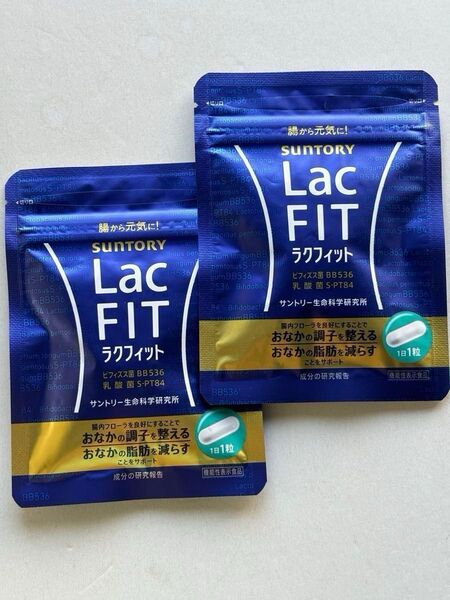 腸から元気に!
SUNTORY
Lac
FIT
ラクフィット
ビフィズス菌 BB536
乳酸菌 S-PT84
サントリー生命科学研究所
腸内フローラを良好にすることで
おなかの調子を整える
おなかの脂肪を減らす
ことをサポート
1日1粒
成分の研究報告
機能性表示食品
腸から元気に!
SUNTORY
Lac
FIT
ラクフィット
ビフィズス菌 BB536
乳酸菌 S-PT84
サントリー生命科学研究所
腸内フローラを良好にすることで
おなかの調子を整える
おなかの脂肪を減らす
ことをサポート
1日1粒
成分の研究報告
機能性表示食品